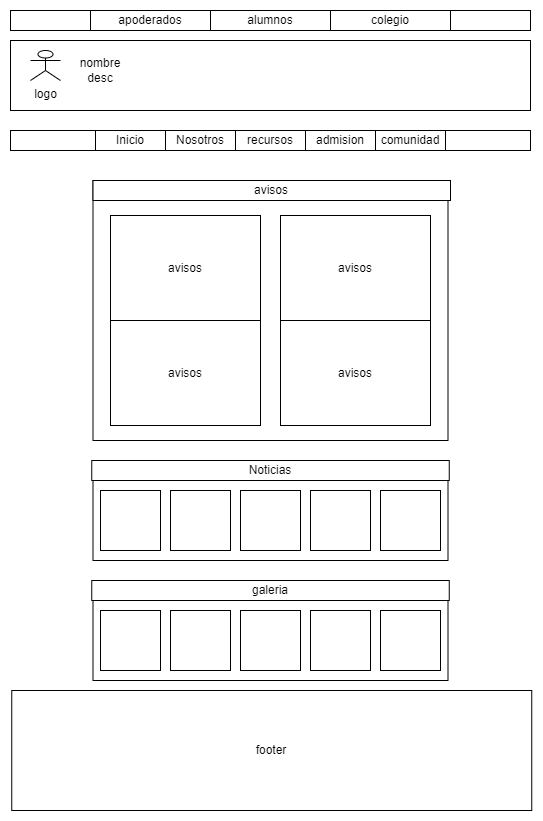 apoderados alumnos colegio
nombre
desc
logo
Inicio Nosotros recursos admision comunidad
avisos
avisos avisos
avisos avisos
Noticias
galeria
footer